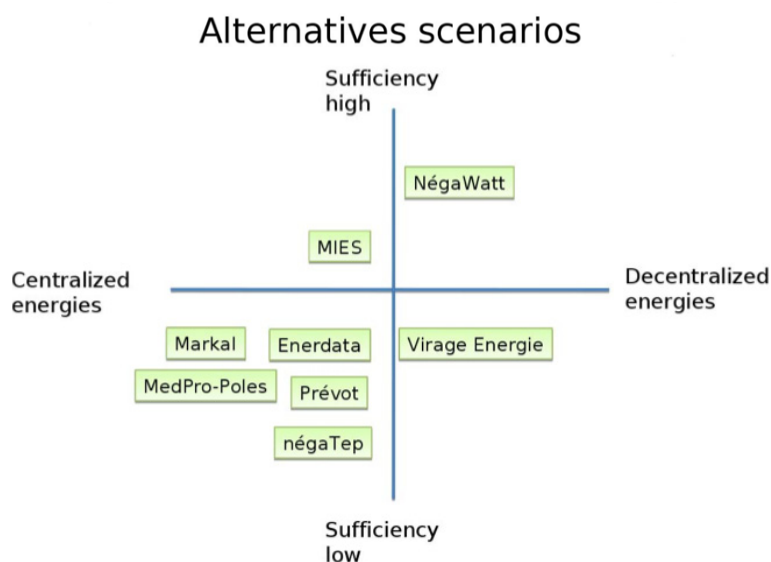 Alternatives scenarios
Sufficiency
high
NégaWatt
MIES
Centralized
energies
Decentralized
energies
Markal
Enerdata
Virage Energie
MedPro-Poles
Prévot
négaTep
Sufficiency
low